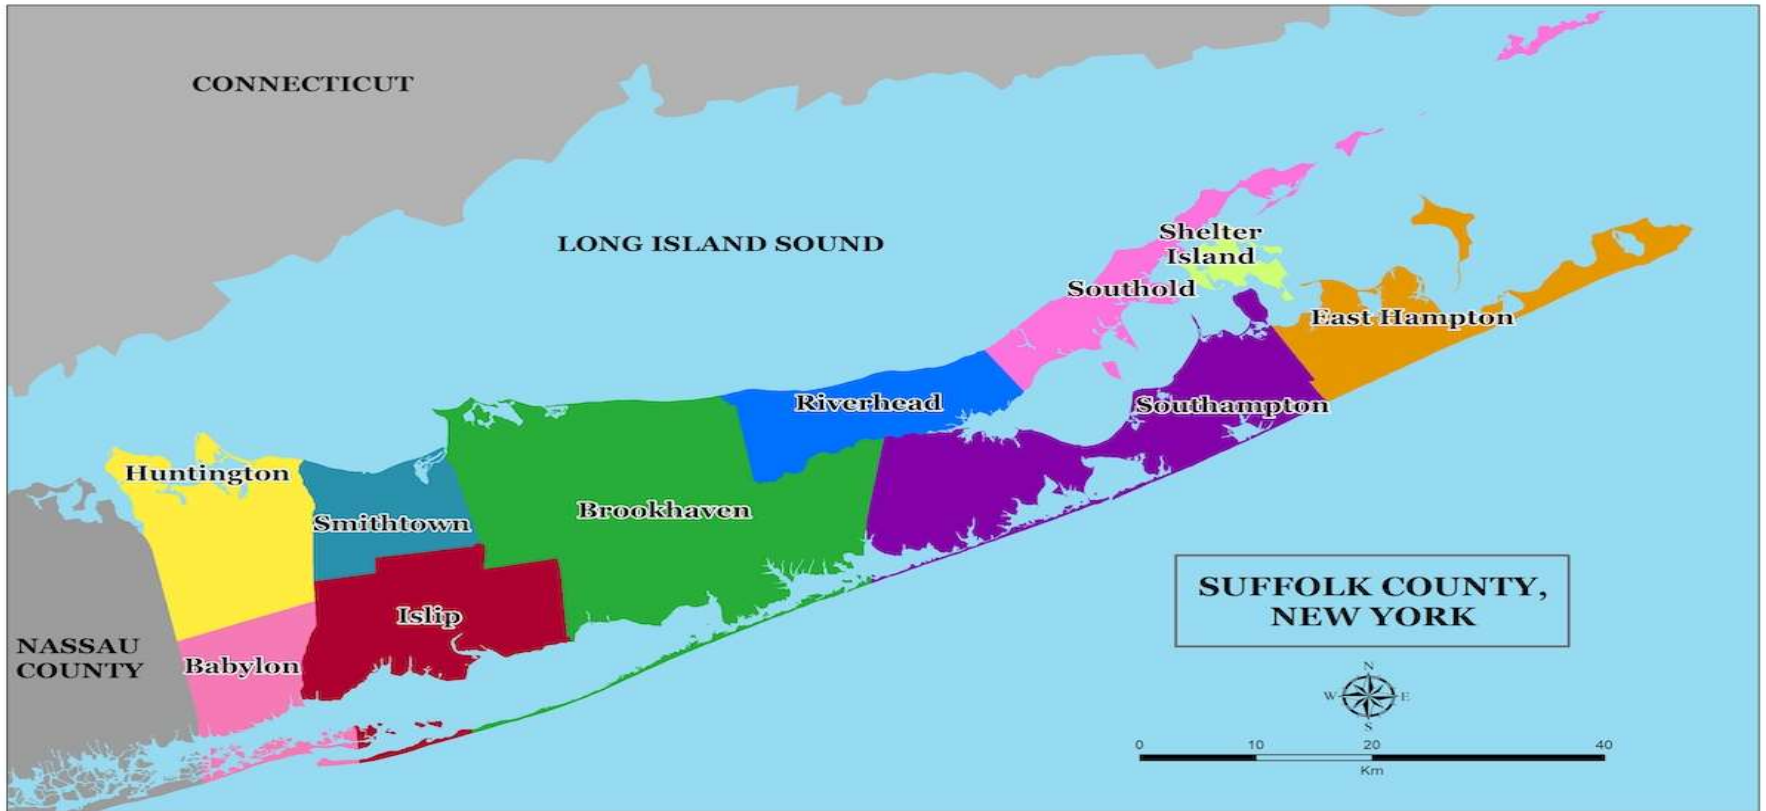 CONNECTICUT
LONG ISLAND SOUND
Shelter
Island
Southold
East Hampton
Riverhead
Southampton
Huntington
Smithtown
Brookhaven
Islip
Babylon
NASSAU
COUNTY
SUFFOLK COUNTY,
NEW YORK
N
W E
S
0 10 20 40
Km